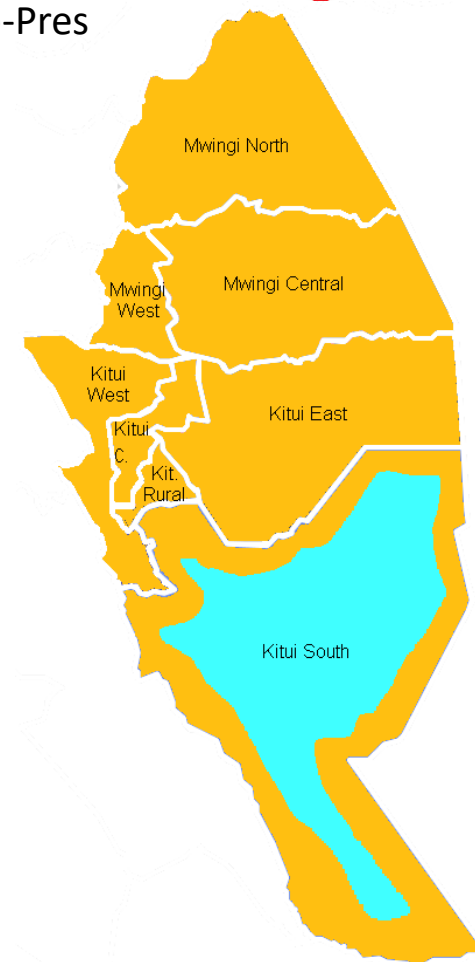 -Pres
Mwingi North
Mwingi
West
Mwingi Central
Kitui
West
Kitui East
Kitui
C.
Kit.
Rural
Kitui South